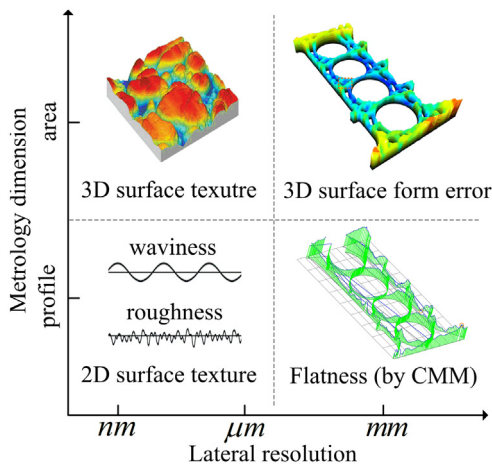 Metrology dimension
area
profile
3D surface texutre
3D surface form error
waviness
roughness
2D surface texture
Flatness (by CMM)
nm
μm
mm
Lateral resolution